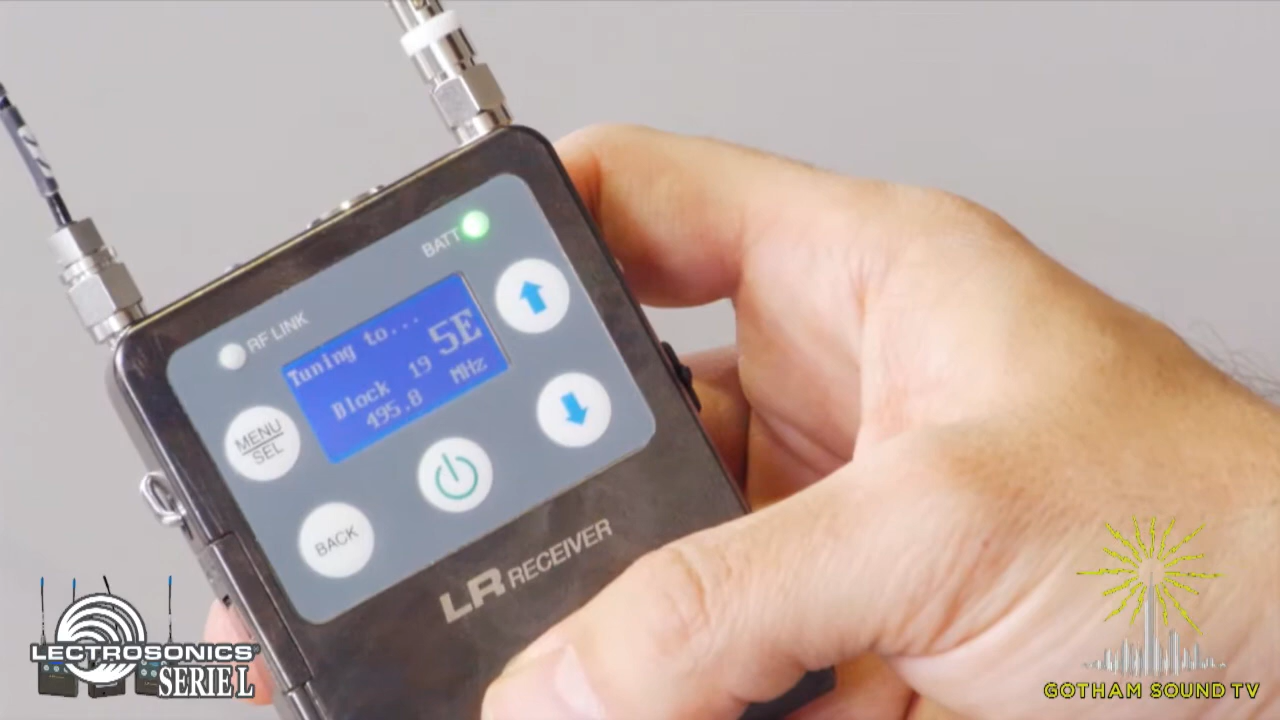 BATT
RF LINK
Tuning to...
5E
Block 19
495.8 MHz
MENU
SEL
BACK
LR RECEIVER
LECTROSONICS
SERIE L
GOTHAM SOUND TV